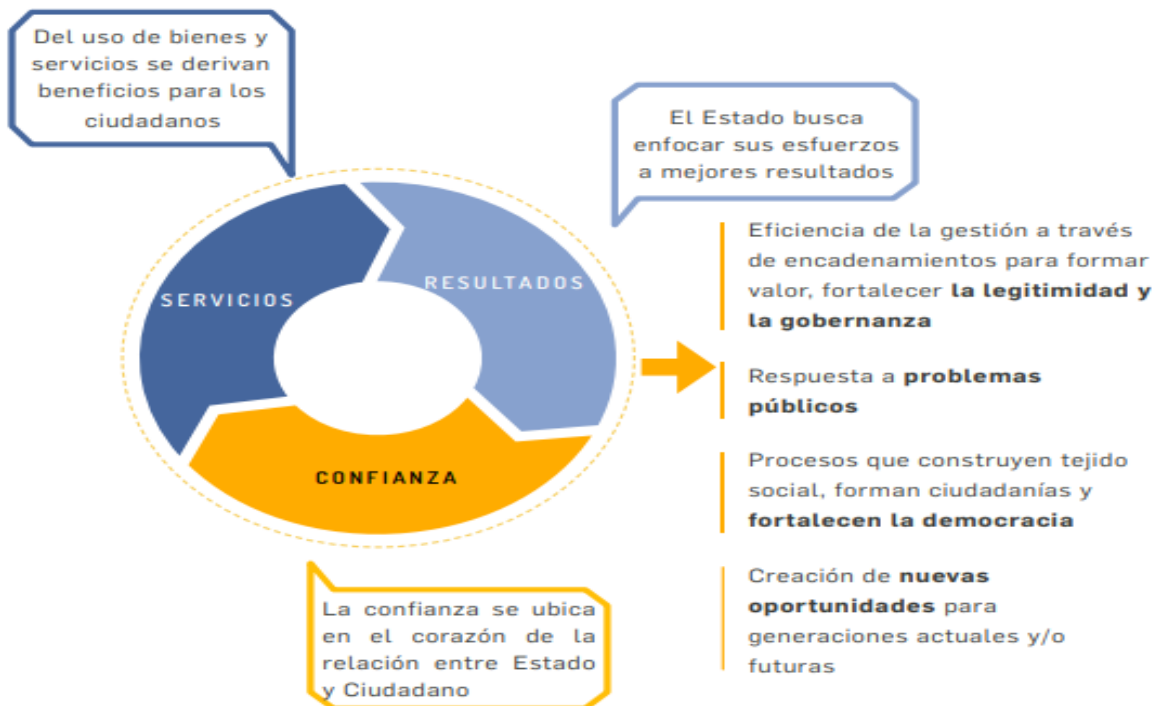 Del uso de bienes y
servicios se derivan
beneficios para los
ciudadanos
El Estado busca
enfocar sus esfuerzos
a mejores resultados
SERVICIOS
RESULTADOS
CONFIANZA
Eficiencia de la gestión a través
de encadenamientos para formar
valor, fortalecer la legitimidad y
la gobernanza
Respuesta a problemas
públicos
Procesos que construyen tejido
social, forman ciudadanías y
fortalecen la democracia
Creación de nuevas
oportunidades para
generaciones actuales y/o
futuras
La confianza se ubica
en el corazón de la
relación entre Estado
y Ciudadano